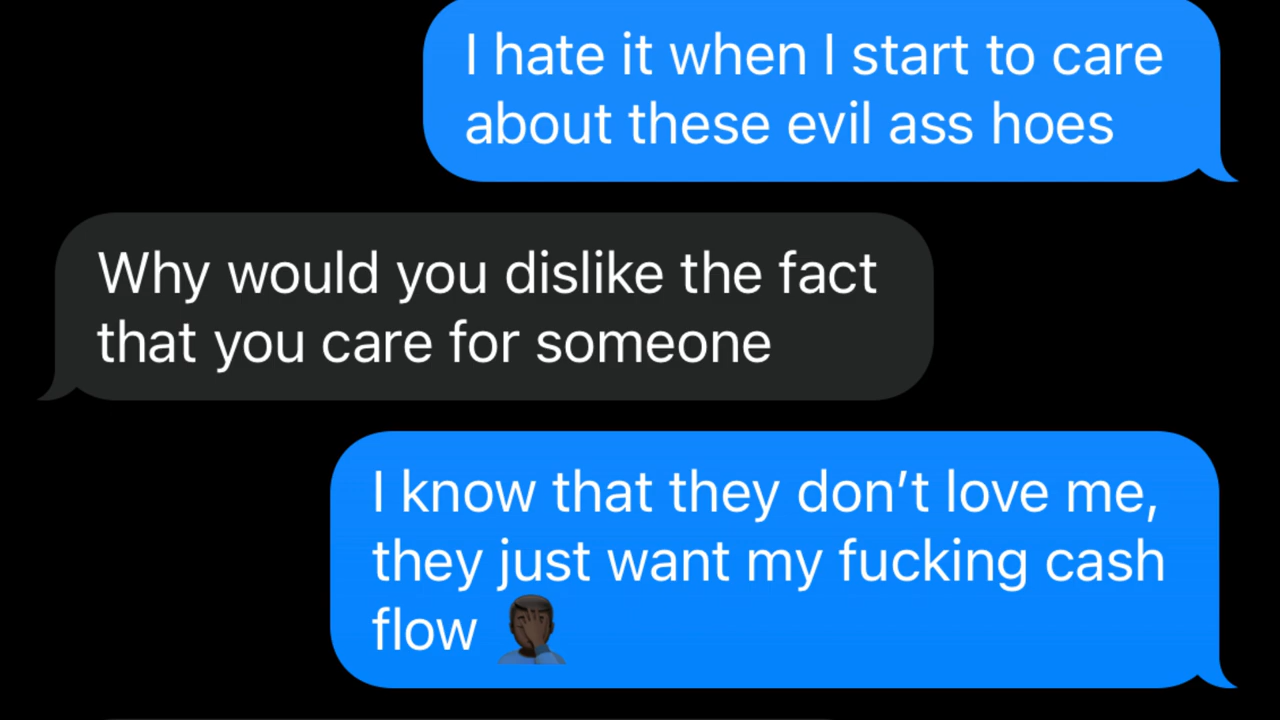 I hate it when I start to care
about these evil ass hoes
Why would you dislike the fact
that you care for someone
I know that they don’t love me,
they just want my fucking cash
flow 🤦🏿‍♂️